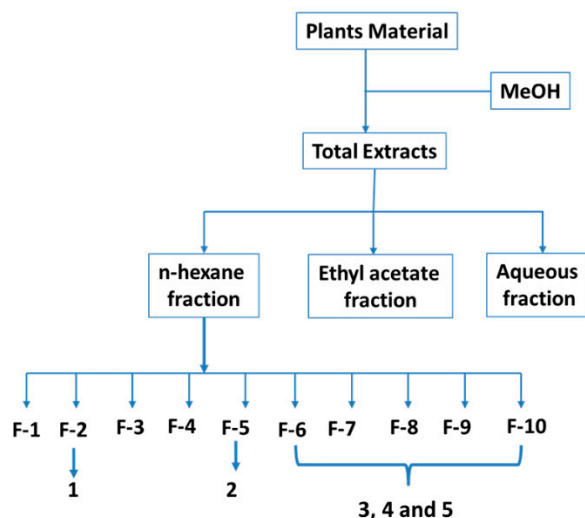 Plants Material
MeOH
Total Extracts
n-hexane
fraction
Ethyl acetate
fraction
Aqueous
fraction
F-1 F-2 F-3 F-4 F-5 F-6 F-7 F-8 F-9 F-10
1 2
3, 4 and 5